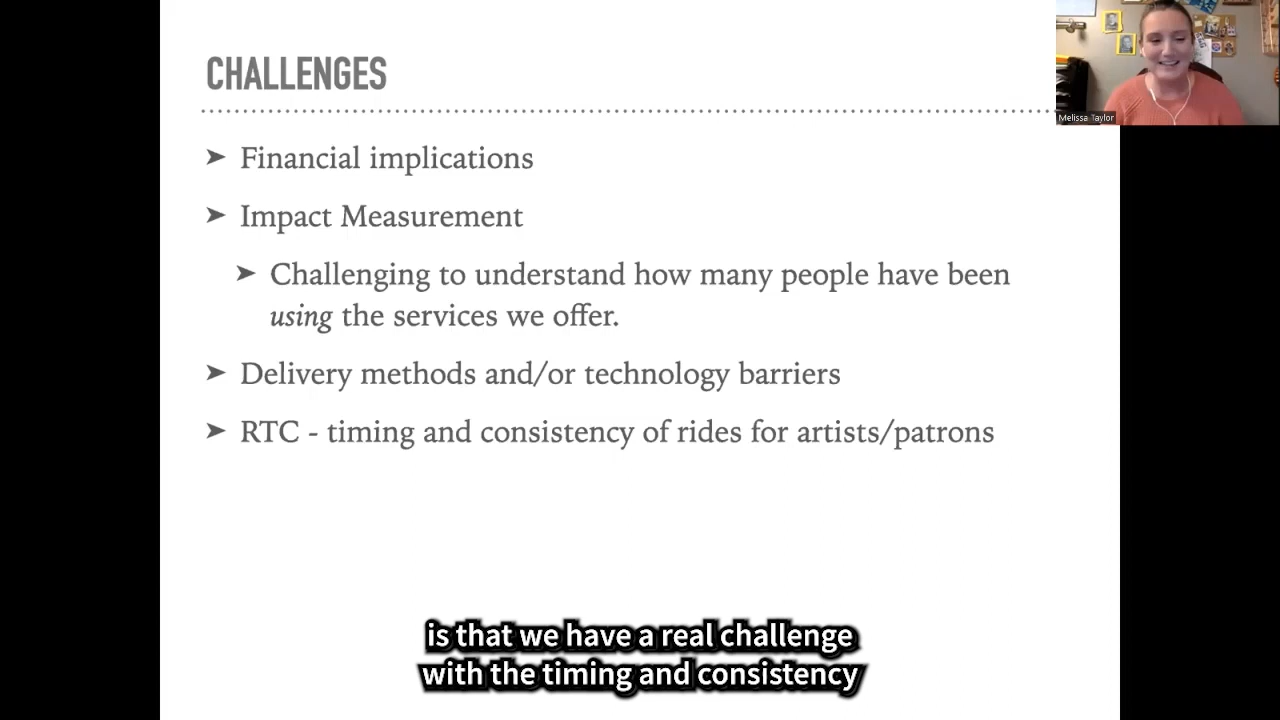 CHALLENGES
➤ Financial implications
➤ Impact Measurement
➤ Challenging to understand how many people have been
using the services we offer.
➤ Delivery methods and/or technology barriers
➤ RTC - timing and consistency of rides for artists/patrons
Melissa Taylor
is that we have a real challenge
with the timing and consistency